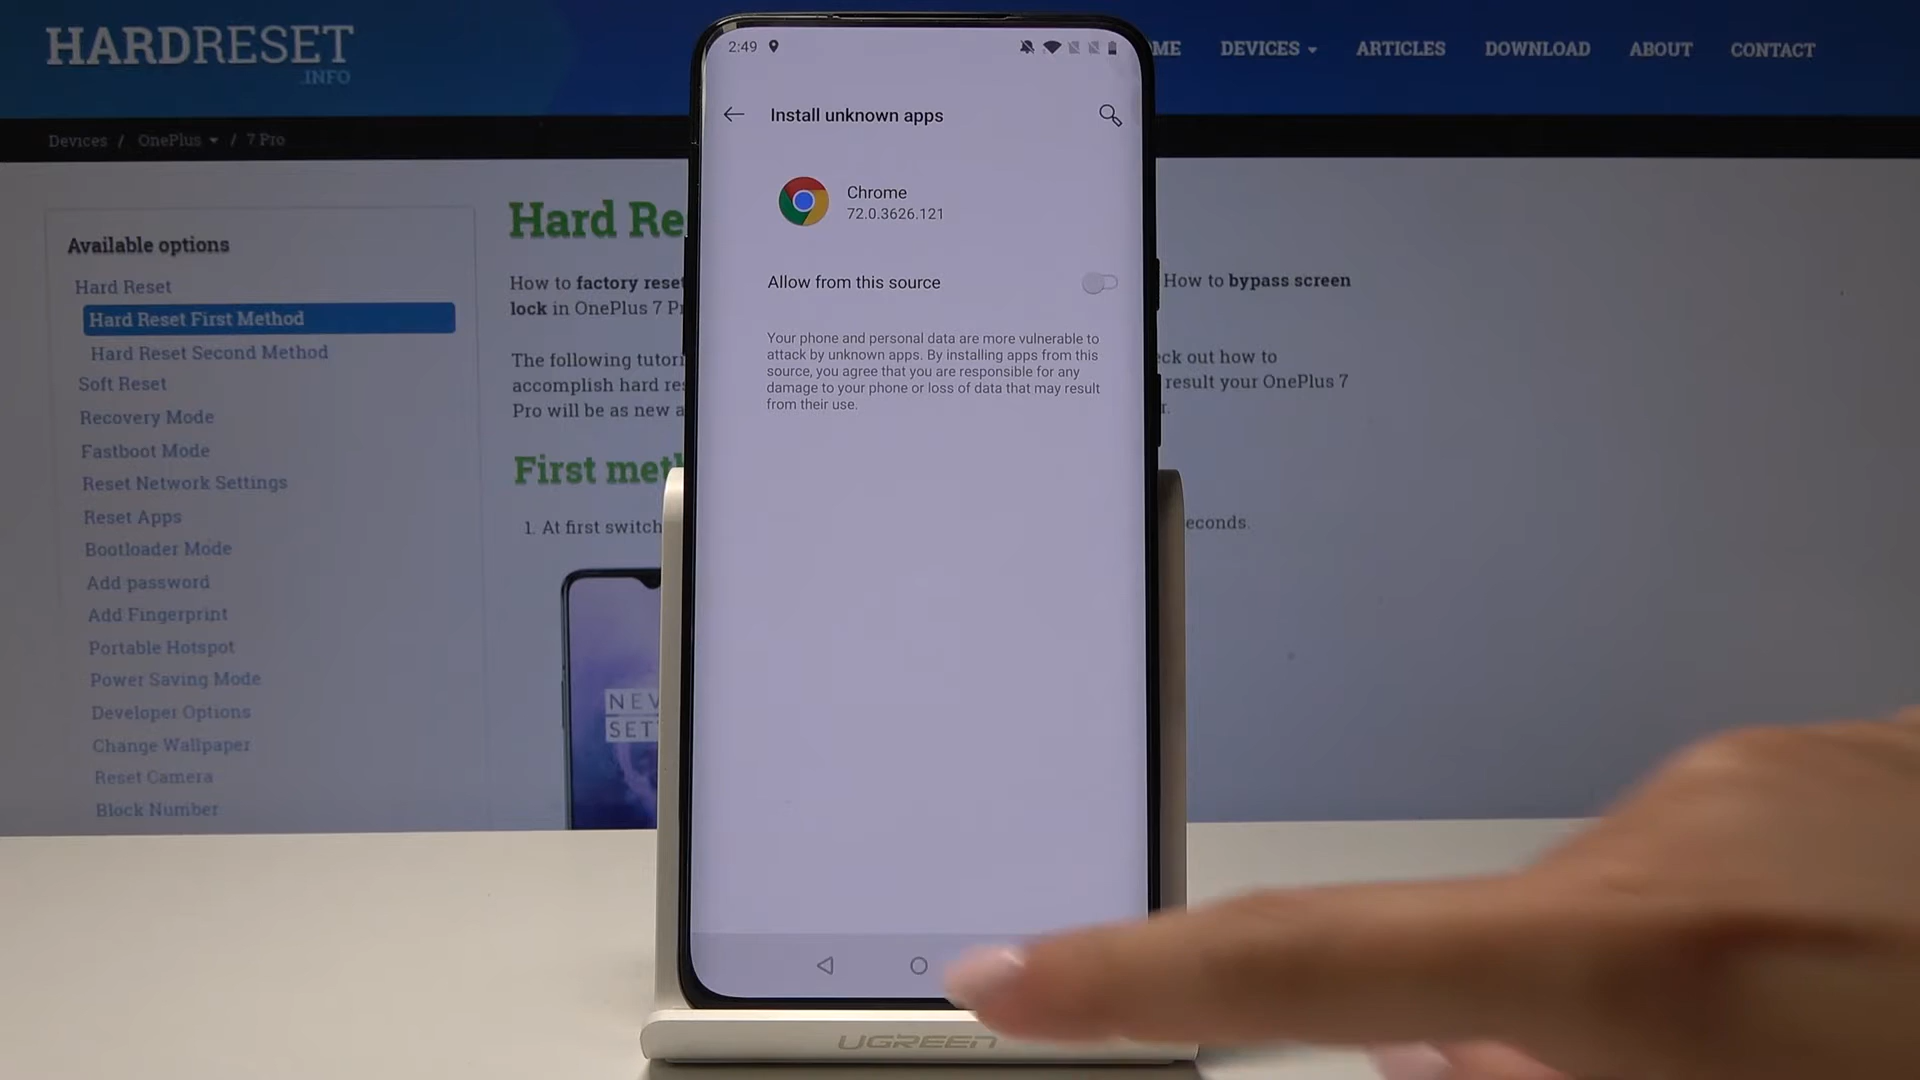 HARDRESET
.INFO
ME DEVICES ARTICLES DOWNLOAD ABOUT CONTACT
Devices / OnePlus / 7 Pro
Available options
Hard Reset
Hard Reset First Method
Hard Reset Second Method
Soft Reset
Recovery Mode
Fastboot Mode
Reset Network Settings
Reset Apps
Bootloader Mode
Add password
Add Fingerprint
Portable Hotspot
Power Saving Mode
Developer Options
Change Wallpaper
Reset Camera
Block Number
Hard Re
How to factory reset
How to bypass screen
lock in OnePlus 7 P
The following tutori
eck out how to
accomplish hard res
result your OnePlus 7
Pro will be as new a
r.
First met
1. At first switch
econds.
NEV
SET
2:49
Install unknown apps
Chrome
72.0.3626.121
Allow from this source
Your phone and personal data are more vulnerable to
attack by unknown apps. By installing apps from this
source, you agree that you are responsible for any
damage to your phone or loss of data that may result
from their use.
UGREEN